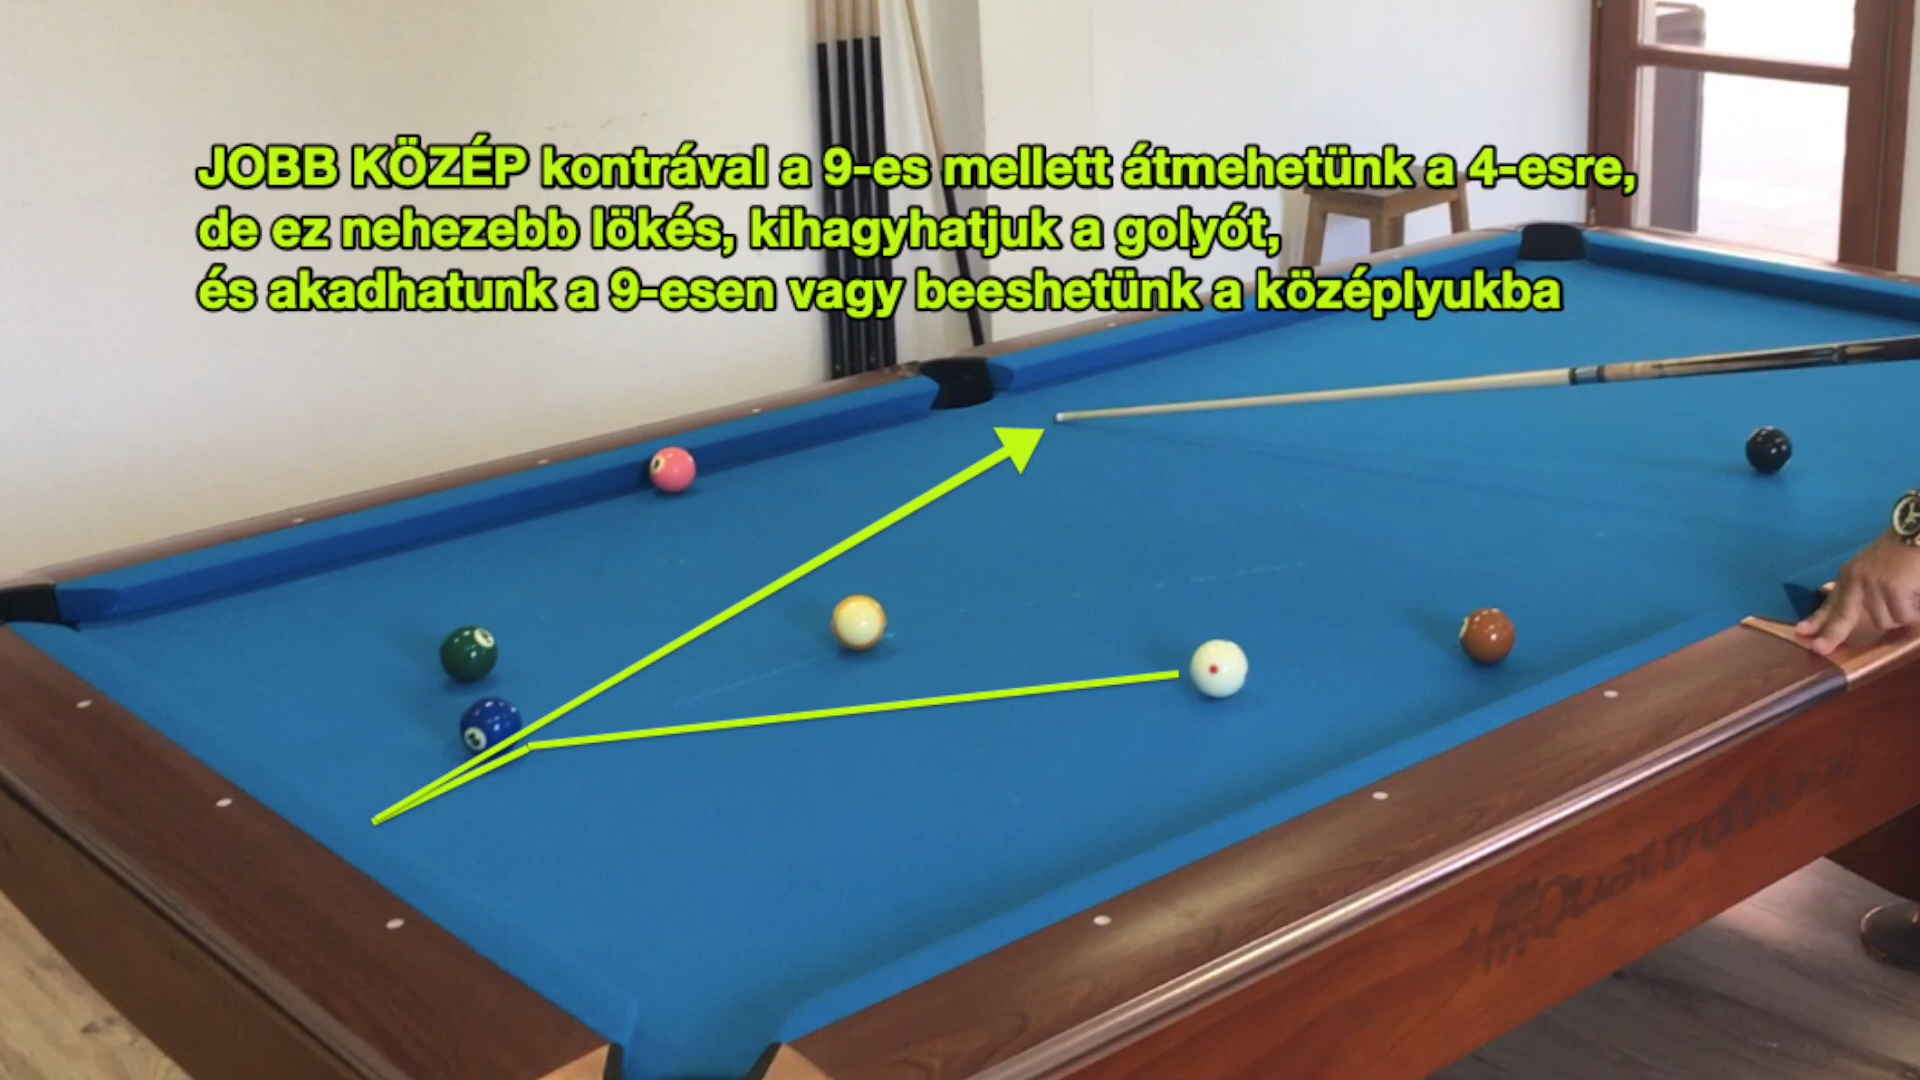 JOBB KÖZÉP kontrával a 9-es mellett átmehetünk a 4-esre,
de ez nehezebb lökés, kihagyhatjuk a golyót,
és akadhatunk a 9-esen vagy beeshetünk a középlyukba